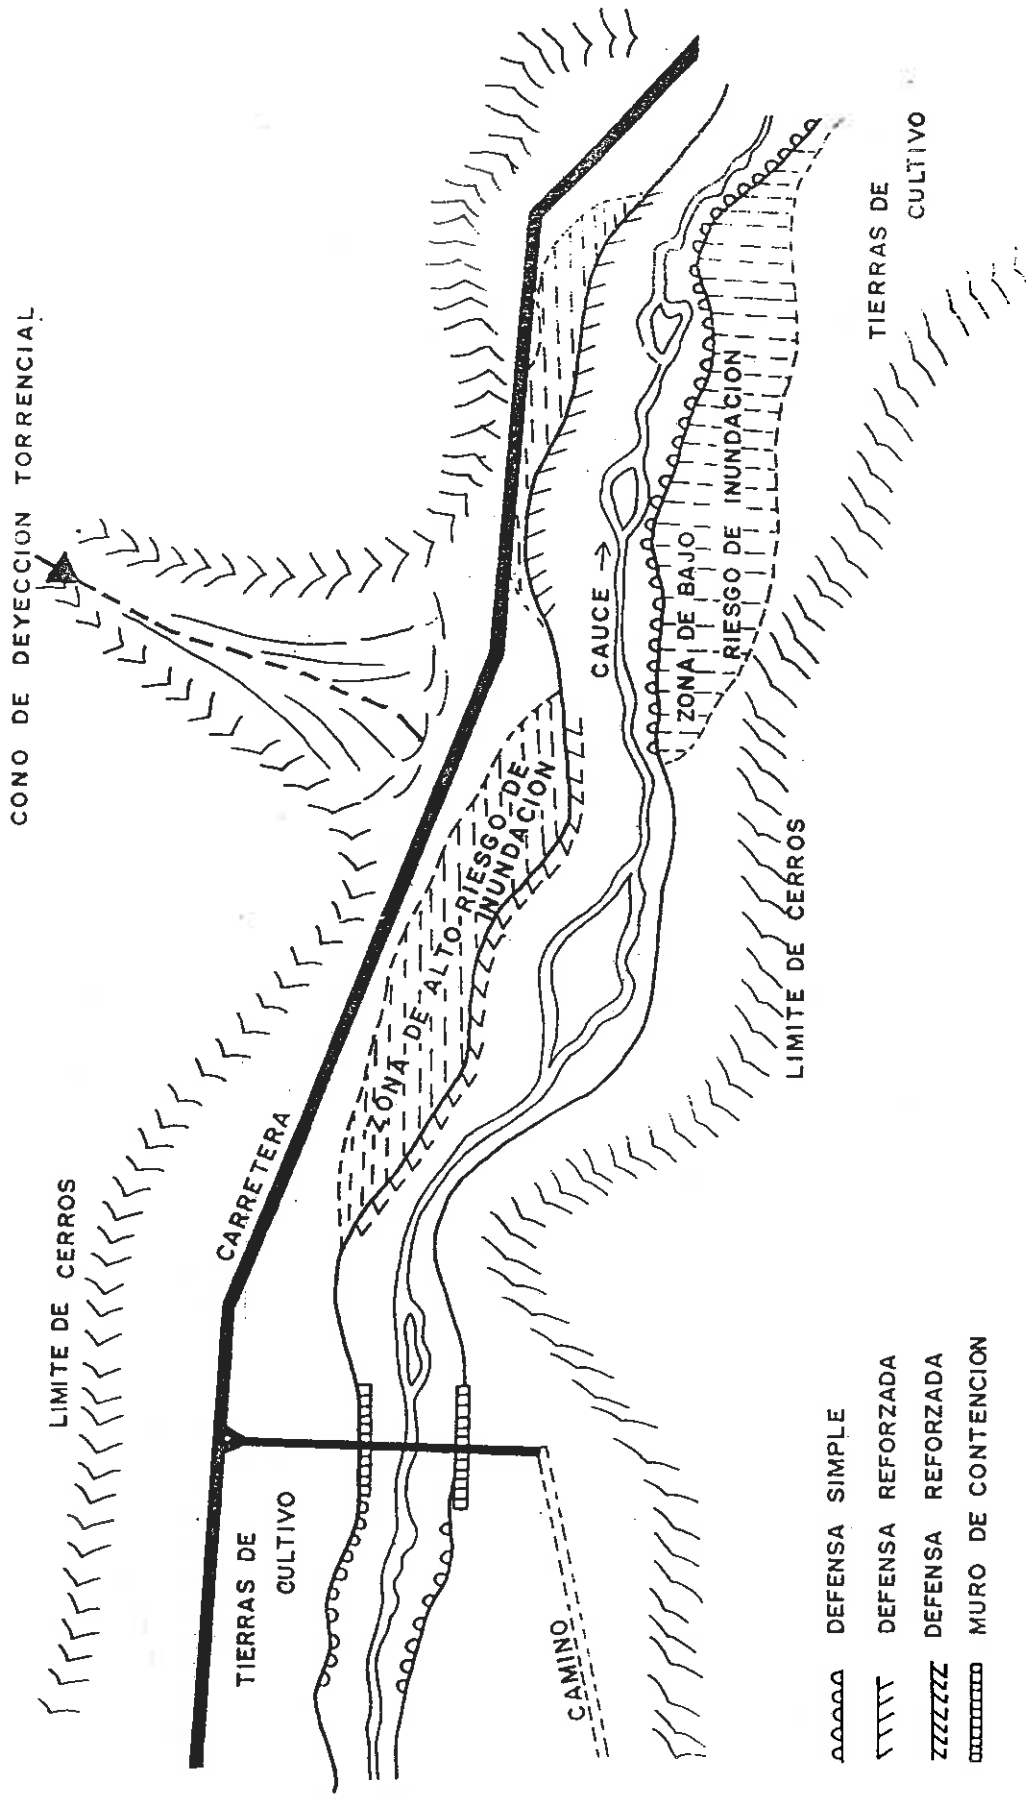 CONO DE DEYECCION TORRENCIAL
LIMITE DE CERROS
CARRETERA
TIERRAS DE
CULTIVO
ZONA DE ALTO RIESGO DE
INUNDACION
CAUCE →
ZONA DE BAJO
RIESGO DE INUNDACION
TIERRAS DE
CULTIVO
LIMITE DE CERROS
CAMINO
DEFENSA SIMPLE
DEFENSA REFORZADA
DEFENSA REFORZADA
MURO DE CONTENCION